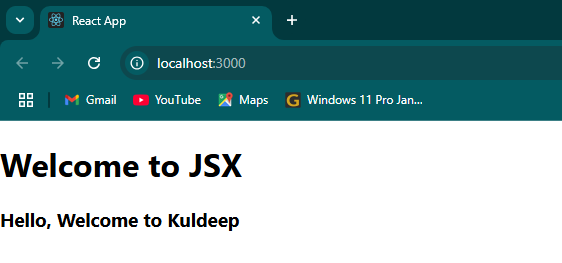 React App
localhost:3000
Gmail YouTube Maps Windows 11 Pro Jan...
Welcome to JSX
Hello, Welcome to Kuldeep